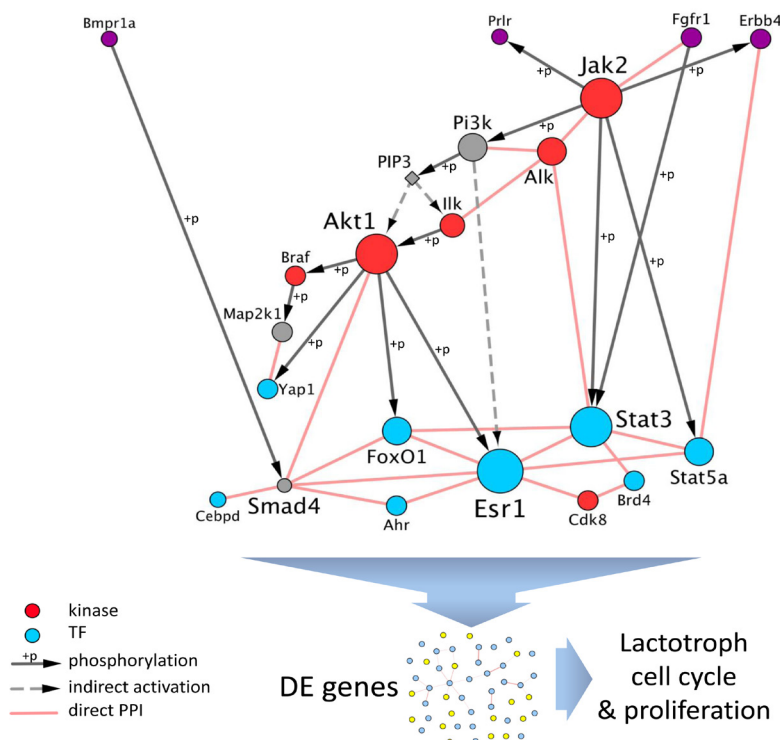 Bmpr1a
Prlr
Fgfr1
Erbb4
Jak2
+p
+p
Pi3k
+p
PIP3
+p
Alk
+p
Ilk
+p
Akt1
+p
+p
Braf
+p
+p
Map2k1
+p
+p
+p
+p
Yap1
Stat3
FoxO1
Stat5a
Smad4
Esr1
Brd4
Cebpd
Ahr
Cdk8
kinase
TF
+p
phosphorylation
indirect activation
direct PPI
DE genes
Lactotroph
cell cycle
& proliferation